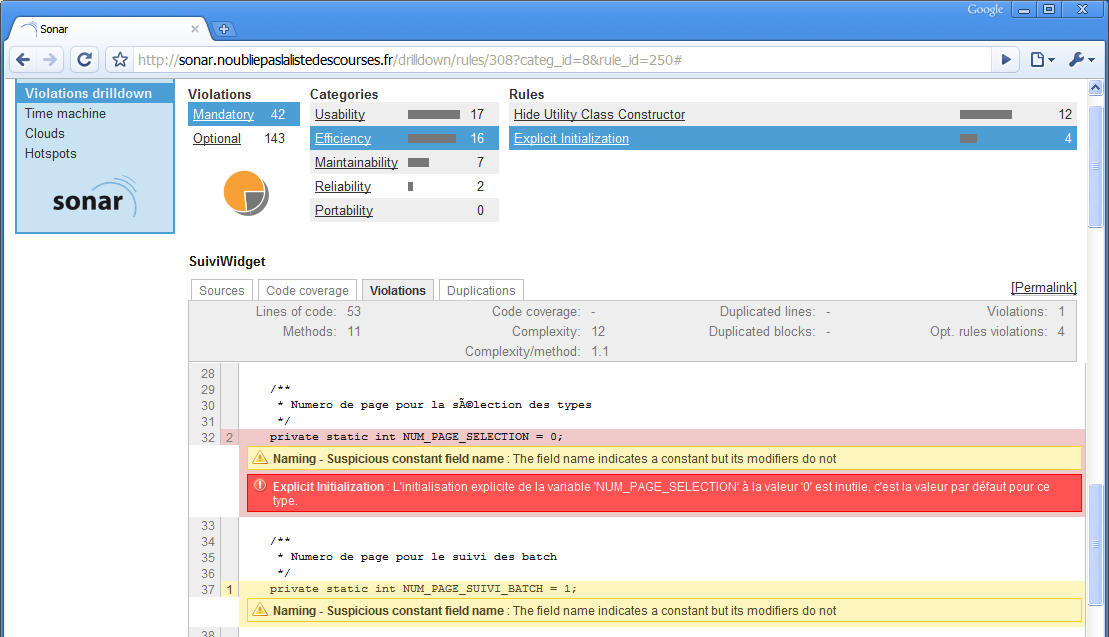 Google
Sonar
http://sonar.noubliepaslalistedescourses.fr/drilldown/rules/308?categ_id=8&rule_id=250#
Violations drilldown
Time machine
Clouds
Hotspots
sonar
Violations
Mandatory 42
Optional 143
Categories
Usability 17
Efficiency 16
Maintainability 7
Reliability 2
Portability 0
Rules
Hide Utility Class Constructor 12
Explicit Initialization 4
SuiviWidget
Sources Code coverage Violations Duplications [Permalink]
Lines of code: 53 Code coverage: - Duplicated lines: - Violations: 1
Methods: 11 Complexity: 12 Duplicated blocks: - Opt. rules violations: 4
Complexity/method: 1.1
28
29 /**
30 * Numero de page pour la sÃ©lection des types
31 */
32 2 private static int NUM_PAGE_SELECTION = 0;
Naming - Suspicious constant field name : The field name indicates a constant but its modifiers do not
Explicit Initialization : L'initialisation explicite de la variable 'NUM_PAGE_SELECTION' à la valeur '0' est inutile, c'est la valeur par défaut pour ce
type.
33
34 /**
35 * Numero de page pour le suivi des batch
36 */
37 1 private static int NUM_PAGE_SUIVI_BATCH = 1;
Naming - Suspicious constant field name : The field name indicates a constant but its modifiers do not
38